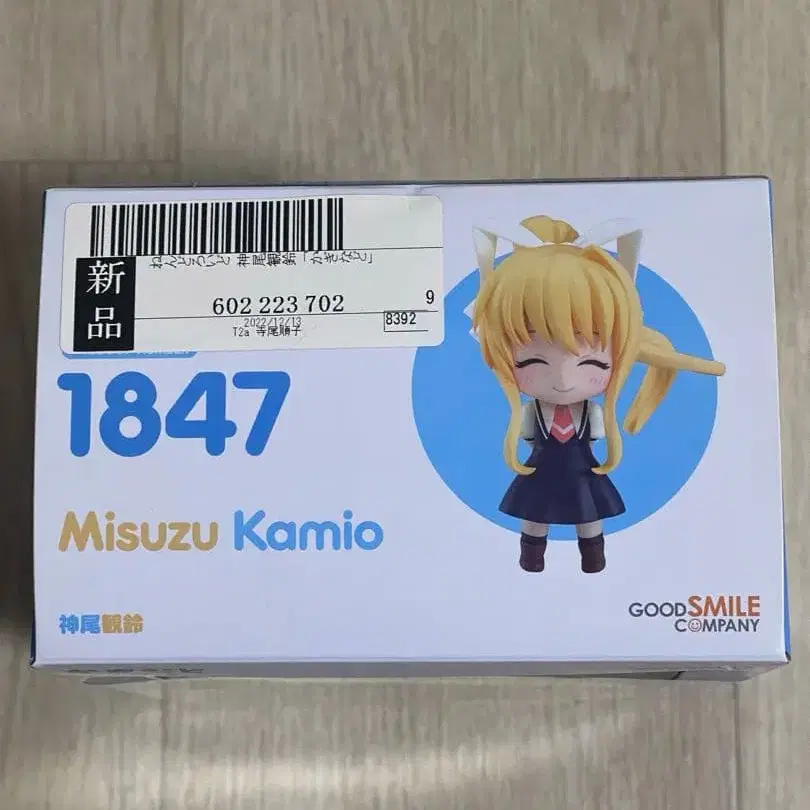 新品
ねんどろいど 神尾観鈴 「かぎなど」
602 223 702
9
2022/12/13
8392
T2a 寺尾順子
1847
Misuzu Kamio
神尾観鈴
GOOD SMILE
COMPANY